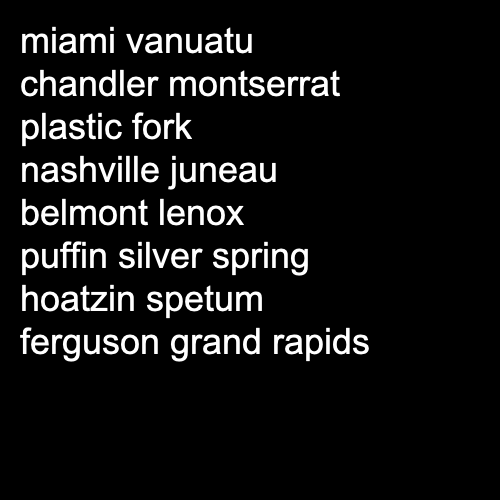 miami vanuatu
chandler montserrat
plastic fork
nashville juneau
belmont lenox
puffin silver spring
hoatzin spetum
ferguson grand rapids